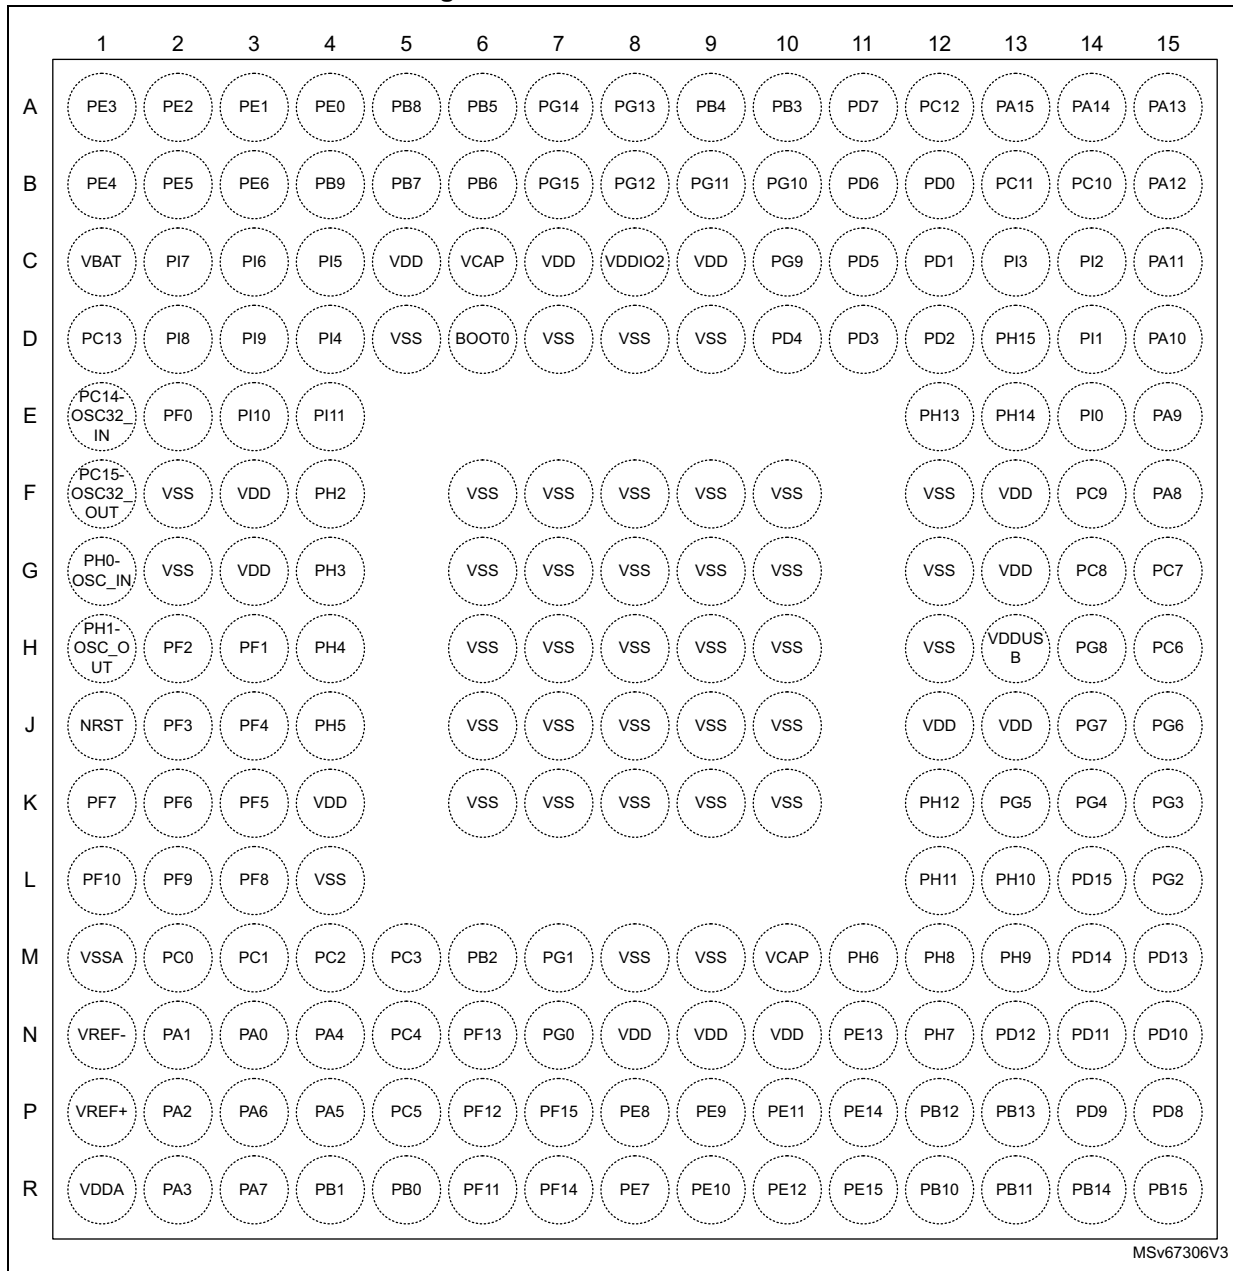 1 2 3 4 5 6 7 8 9 10 11 12 13 14 15
A PE3 PE2 PE1 PE0 PB8 PB5 PG14 PG13 PB4 PB3 PD7 PC12 PA15 PA14 PA13
B PE4 PE5 PE6 PB9 PB7 PB6 PG15 PG12 PG11 PG10 PD6 PD0 PC11 PC10 PA12
C VBAT PI7 PI6 PI5 VDD VCAP VDD VDDIO2 VDD PG9 PD5 PD1 PI3 PI2 PA11
D PC13 PI8 PI9 PI4 VSS BOOT0 VSS VSS VSS PD4 PD3 PD2 PH15 PI1 PA10
E PC14-OSC32_IN PF0 PI10 PI11 PH13 PH14 PI0 PA9
F PC15-OSC32_OUT VSS VDD PH2 VSS VSS VSS VSS VSS VSS VDD PC9 PA8
G PH0-OSC_IN VSS VDD PH3 VSS VSS VSS VSS VSS VSS VDD PC8 PC7
H PH1-OSC_OUT PF2 PF1 PH4 VSS VSS VSS VSS VSS VSS VDDUSB PG8 PC6
J NRST PF3 PF4 PH5 VSS VSS VSS VSS VSS VDD VDD PG7 PG6
K PF7 PF6 PF5 VDD VSS VSS VSS VSS VSS PH12 PG5 PG4 PG3
L PF10 PF9 PF8 VSS PH11 PH10 PD15 PG2
M VSSA PC0 PC1 PC2 PC3 PB2 PG1 VSS VSS VCAP PH6 PH8 PH9 PD14 PD13
N VREF- PA1 PA0 PA4 PC4 PF13 PG0 VDD VDD VDD PE13 PH7 PD12 PD11 PD10
P VREF+ PA2 PA6 PA5 PC5 PF12 PF15 PE8 PE9 PE11 PE14 PB12 PB13 PD9 PD8
R VDDA PA3 PA7 PB1 PB0 PF11 PF14 PE7 PE10 PE12 PE15 PB10 PB11 PB14 PB15
MSv67306V3